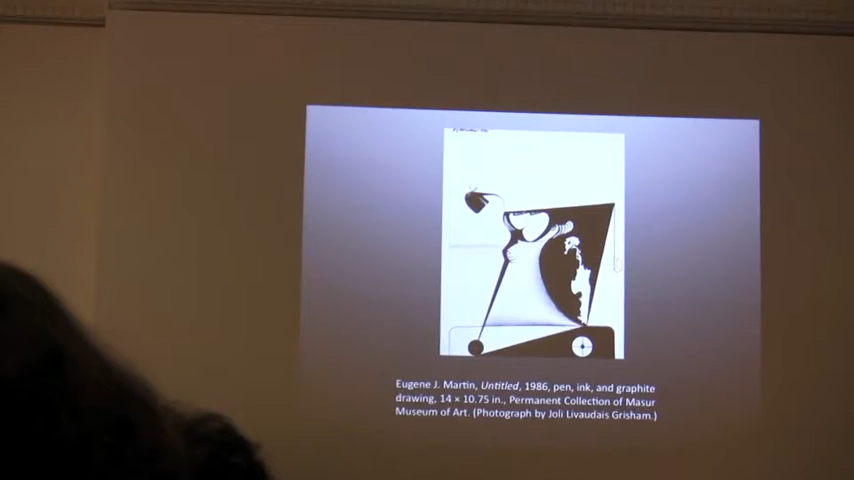 Eugene J. Martin, Untitled, 1986, pen, ink, and graphite
drawing, 14 × 10.75 in., Permanent Collection of Masur
Museum of Art. (Photograph by Joli Livaudais Grisham.)